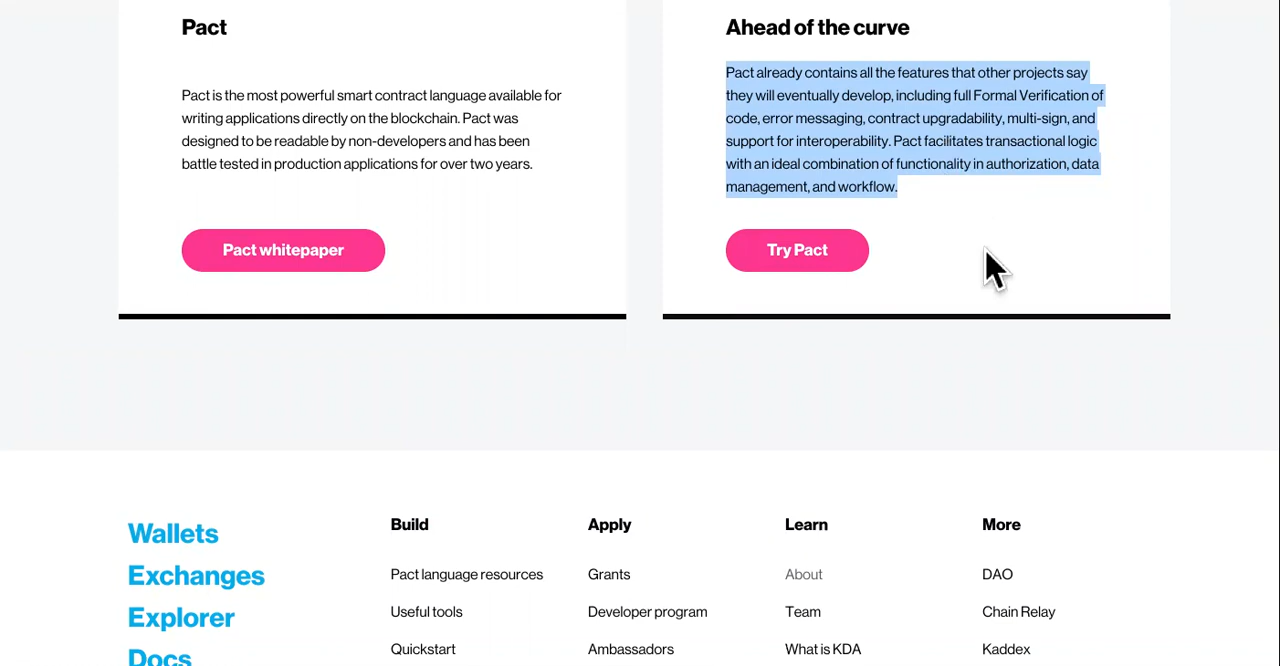 Pact
Pact is the most powerful smart contract language available for
writing applications directly on the blockchain. Pact was
designed to be readable by non-developers and has been
battle tested in production applications for over two years.
Pact whitepaper
Ahead of the curve
Pact already contains all the features that other projects say
they will eventually develop, including full Formal Verification of
code, error messaging, contract upgradability, multi-sign, and
support for interoperability. Pact facilitates transactional logic
with an ideal combination of functionality in authorization, data
management, and workflow.
Try Pact
Wallets
Exchanges
Explorer
Docs
Build
Pact language resources
Useful tools
Quickstart
Apply
Grants
Developer program
Ambassadors
Learn
About
Team
What is KDA
More
DAO
Chain Relay
Kaddex